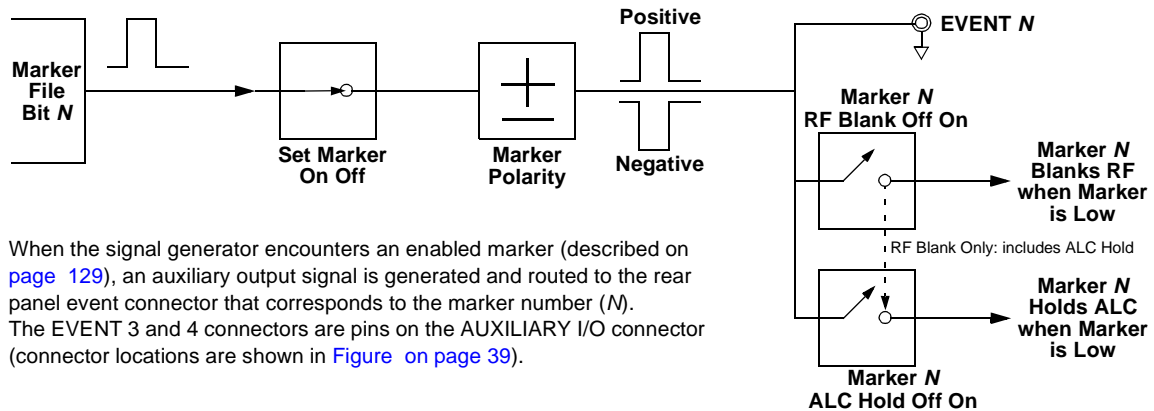 Positive
EVENT N
Marker
File
Bit N
Marker N
RF Blank Off On
Set Marker
On Off
Marker
Polarity
Negative
Marker N
Blanks RF
when Marker
is Low
RF Blank Only: includes ALC Hold
When the signal generator encounters an enabled marker (described on
page 129), an auxiliary output signal is generated and routed to the rear
panel event connector that corresponds to the marker number (N).
The EVENT 3 and 4 connectors are pins on the AUXILIARY I/O connector
(connector locations are shown in Figure on page 39).
Marker N
Holds ALC
when Marker
is Low
Marker N
ALC Hold Off On